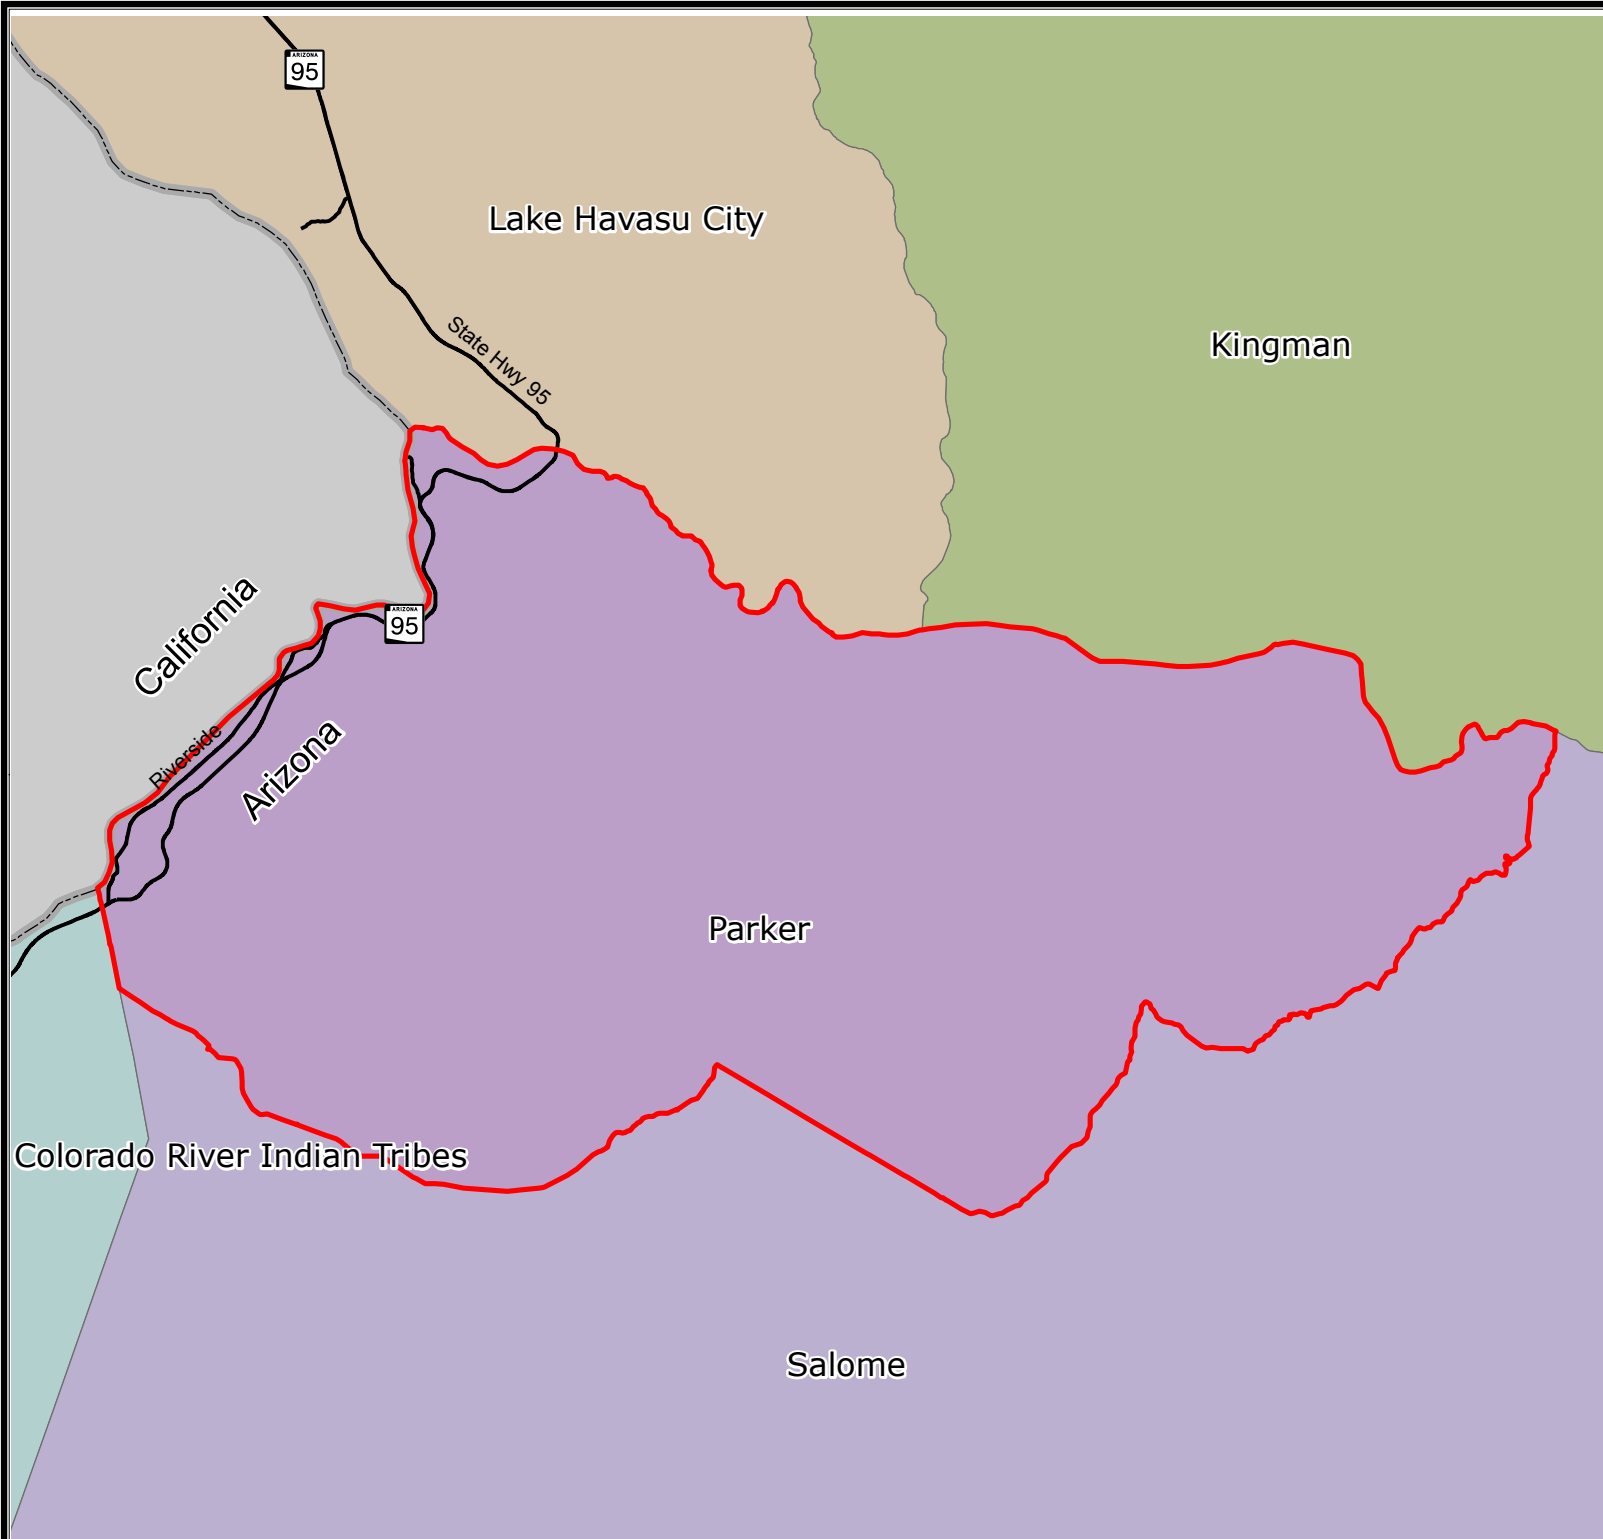 ARIZONA
95
Lake Havasu City
State Hwy 95
Kingman
California
ARIZONA
95
Riverside
Arizona
Parker
Colorado River Indian Tribes
Salome